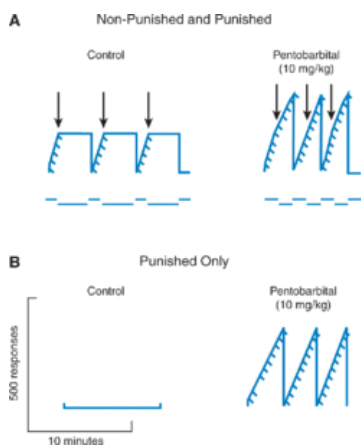 A
Non-Punished and Punished
Control
Pentobarbital
(10 mg/kg)
B
Punished Only
Control
Pentobarbital
(10 mg/kg)
500 responses
10 minutes